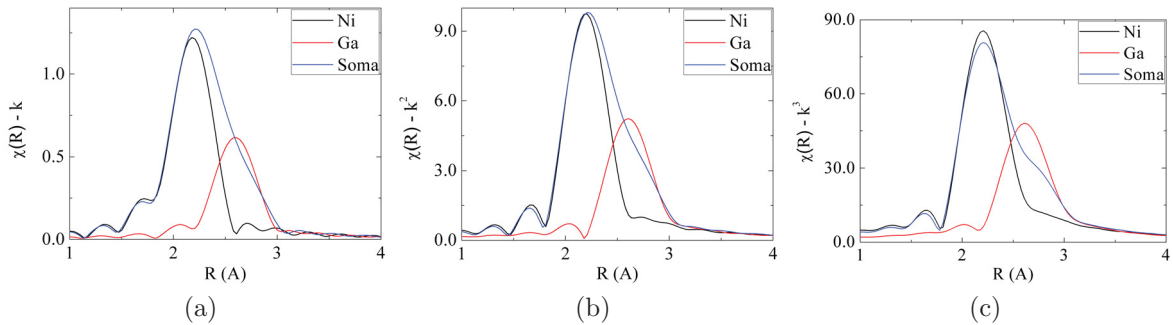 χ(R) - k
1.0
0.5
0.0
1 2 3 4
R (A)
Ni
Ga
Soma
(a)
χ(R) - k²
9.0
6.0
3.0
0.0
1 2 3 4
R (A)
Ni
Ga
Soma
(b)
χ(R) - k³
90.0
60.0
30.0
0.0
1 2 3 4
R (A)
Ni
Ga
Soma
(c)